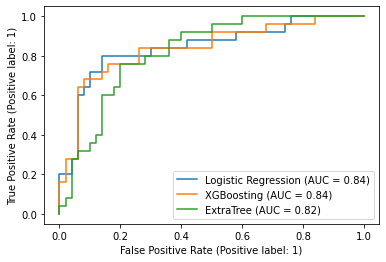 True Positive Rate (Positive label: 1)
1.0
0.8
0.6
0.4
0.2
0.0
Logistic Regression (AUC = 0.84)
XGBoosting (AUC = 0.84)
ExtraTree (AUC = 0.82)
0.0 0.2 0.4 0.6 0.8 1.0
False Positive Rate (Positive label: 1)